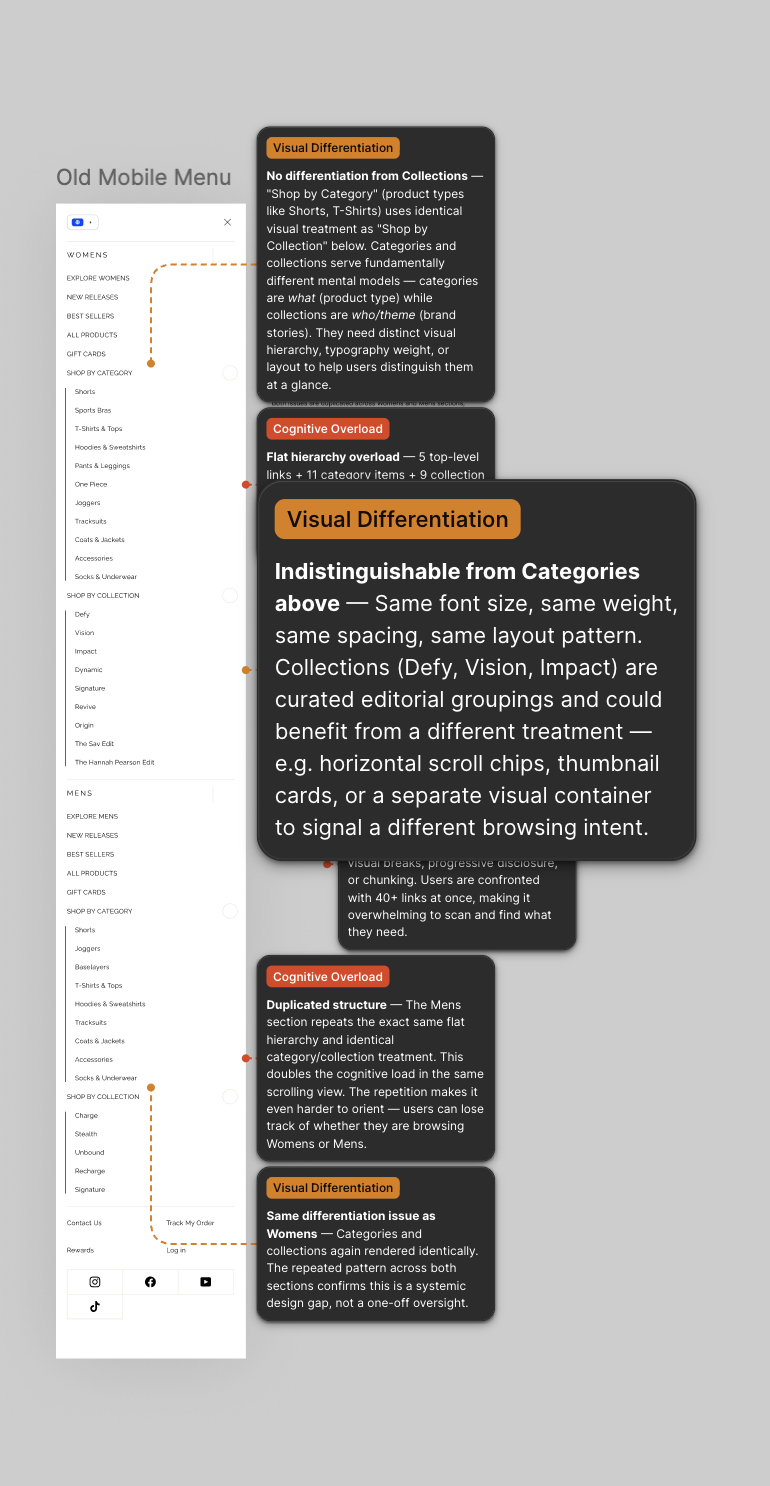 Old Mobile Menu
WOMENS
EXPLORE WOMENS
NEW RELEASES
BEST SELLERS
ALL PRODUCTS
GIFT CARDS
SHOP BY CATEGORY
Shorts
Sports Bras
T-Shirts & Tops
Hoodies & Sweatshirts
Pants & Leggings
One Piece
Joggers
Tracksuits
Coats & Jackets
Accessories
Socks & Underwear
SHOP BY COLLECTION
Defy
Vision
Impact
Dynamic
Signature
Revive
Origin
The Sav Edit
The Hannah Pearson Edit
MENS
EXPLORE MENS
NEW RELEASES
BEST SELLERS
ALL PRODUCTS
GIFT CARDS
SHOP BY CATEGORY
Shorts
Joggers
Baselayers
T-Shirts & Tops
Hoodies & Sweatshirts
Tracksuits
Coats & Jackets
Accessories
Socks & Underwear
SHOP BY COLLECTION
Charge
Stealth
Unbound
Recharge
Signature
Contact Us
Track My Order
Rewards
Log in
Visual Differentiation
No differentiation from Collections —
"Shop by Category" (product types
like Shorts, T-Shirts) uses identical
visual treatment as "Shop by
Collection" below. Categories and
collections serve fundamentally
different mental models — categories
are what (product type) while
collections are who/theme (brand
stories). They need distinct visual
hierarchy, typography weight, or
layout to help users distinguish them
at a glance.
Cognitive Overload
Flat hierarchy overload — 5 top-level
links + 11 category items + 9 collection
Visual Differentiation
Indistinguishable from Categories
above — Same font size, same weight,
same spacing, same layout pattern.
Collections (Defy, Vision, Impact) are
curated editorial groupings and could
benefit from a different treatment —
e.g. horizontal scroll chips, thumbnail
cards, or a separate visual container
to signal a different browsing intent.
visual breaks, progressive disclosure,
or chunking. Users are confronted
with 40+ links at once, making it
overwhelming to scan and find what
they need.
Cognitive Overload
Duplicated structure — The Mens
section repeats the exact same flat
hierarchy and identical
category/collection treatment. This
doubles the cognitive load in the same
scrolling view. The repetition makes it
even harder to orient — users can lose
track of whether they are browsing
Womens or Mens.
Visual Differentiation
Same differentiation issue as
Womens — Categories and
collections again rendered identically.
The repeated pattern across both
sections confirms this is a systemic
design gap, not a one-off oversight.